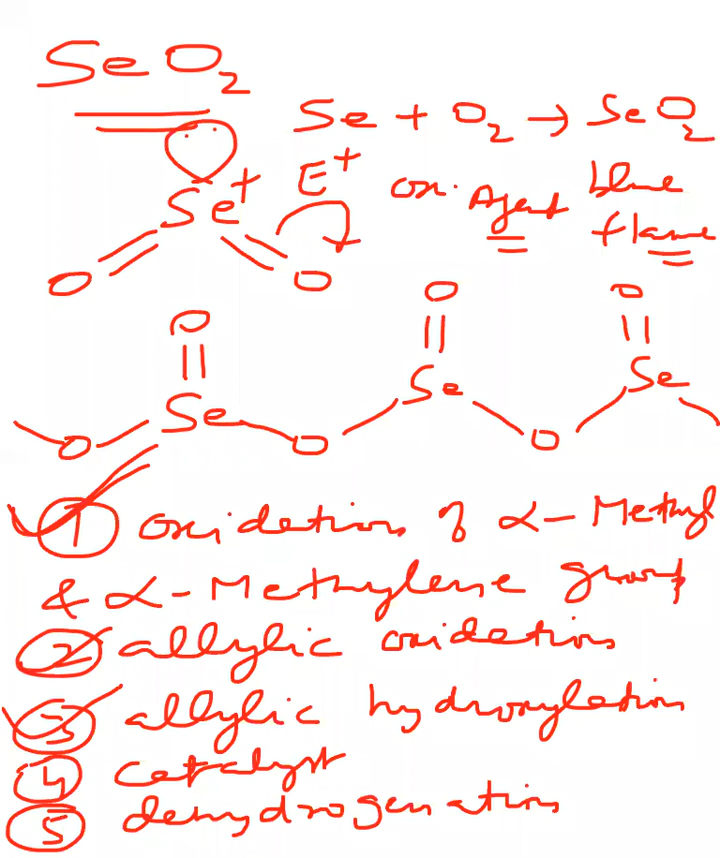 SeO2
Se + O2 → SeO2
E+ oxi. Agent blue
flame
Se+
O O
O O O
Se Se Se
O O O
1 oxidation of α-Methyl
& α-Methylene group
2 allylic oxidation
3 allylic hydroxylation
4 catalyst
5 dehydrogenation